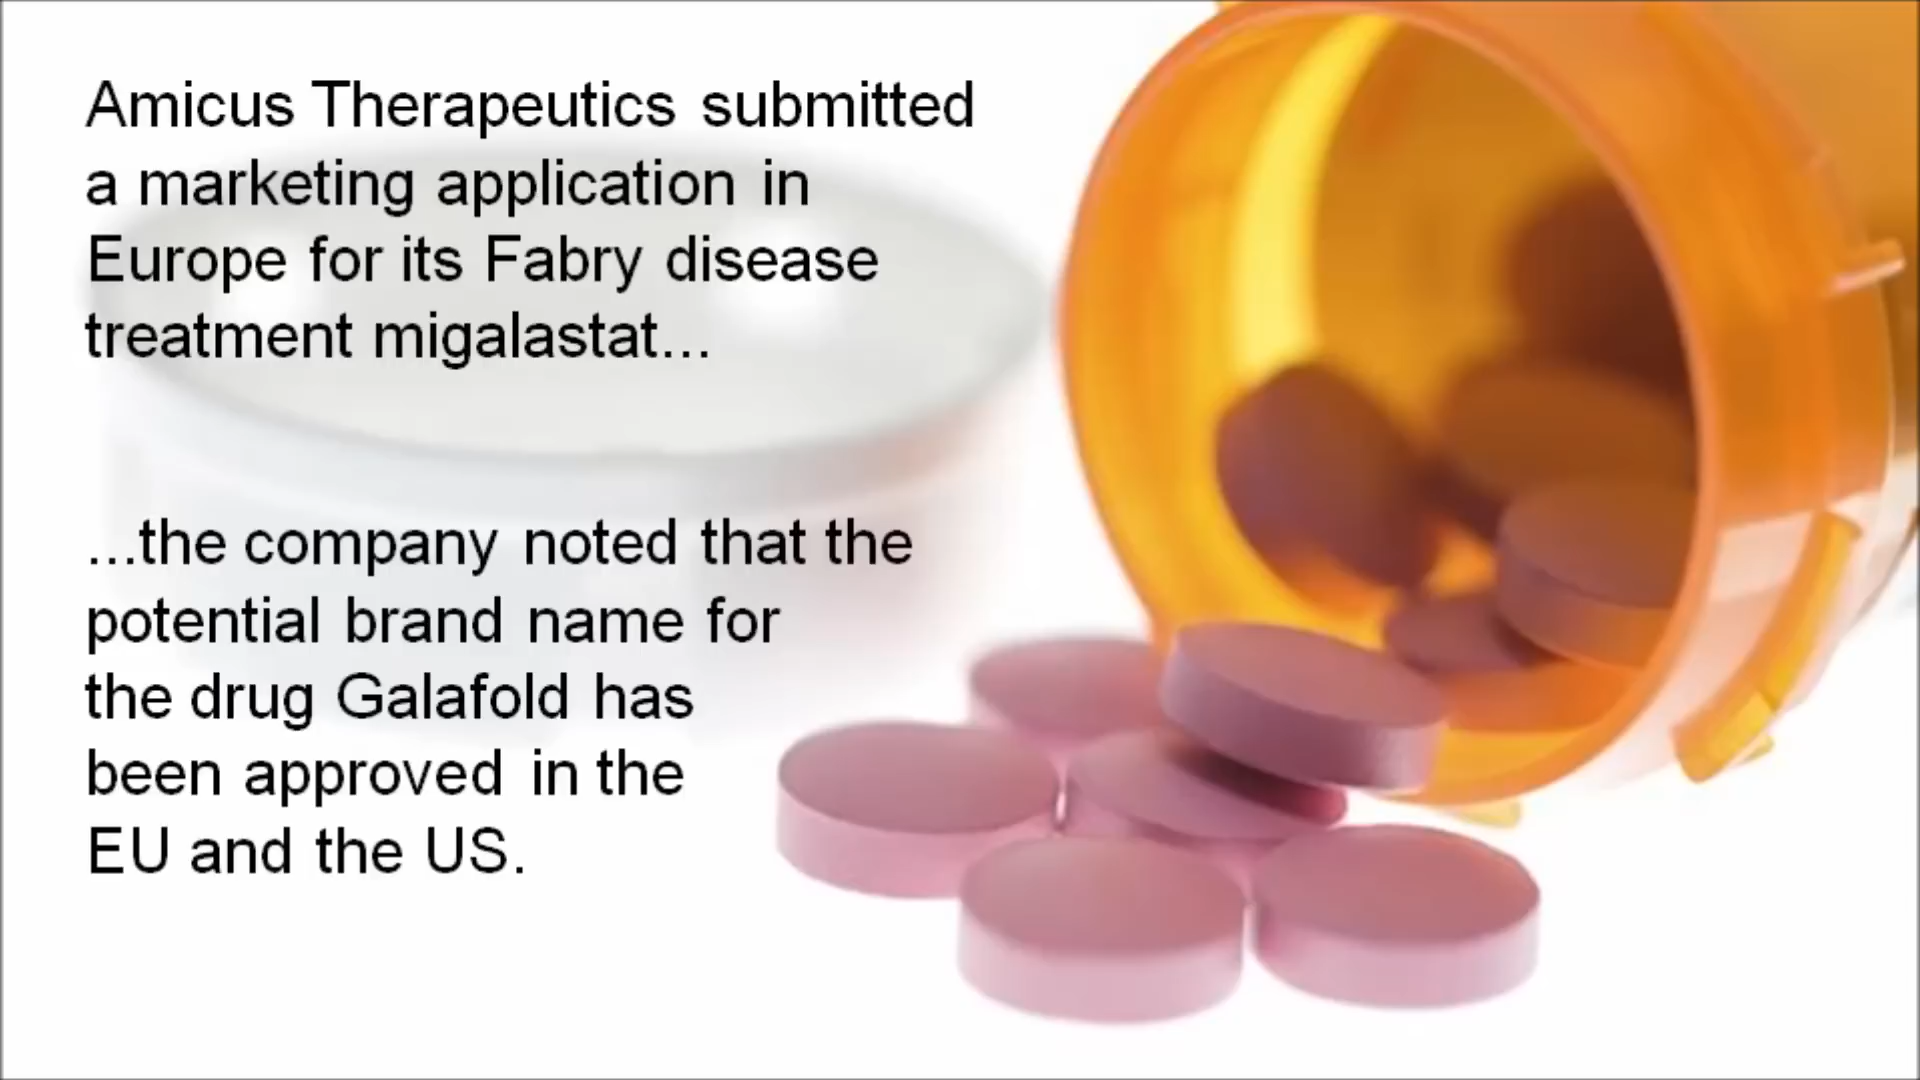 Amicus Therapeutics submitted
a marketing application in
Europe for its Fabry disease
treatment migalastat...
...the company noted that the
potential brand name for
the drug Galafold has
been approved in the
EU and the US.